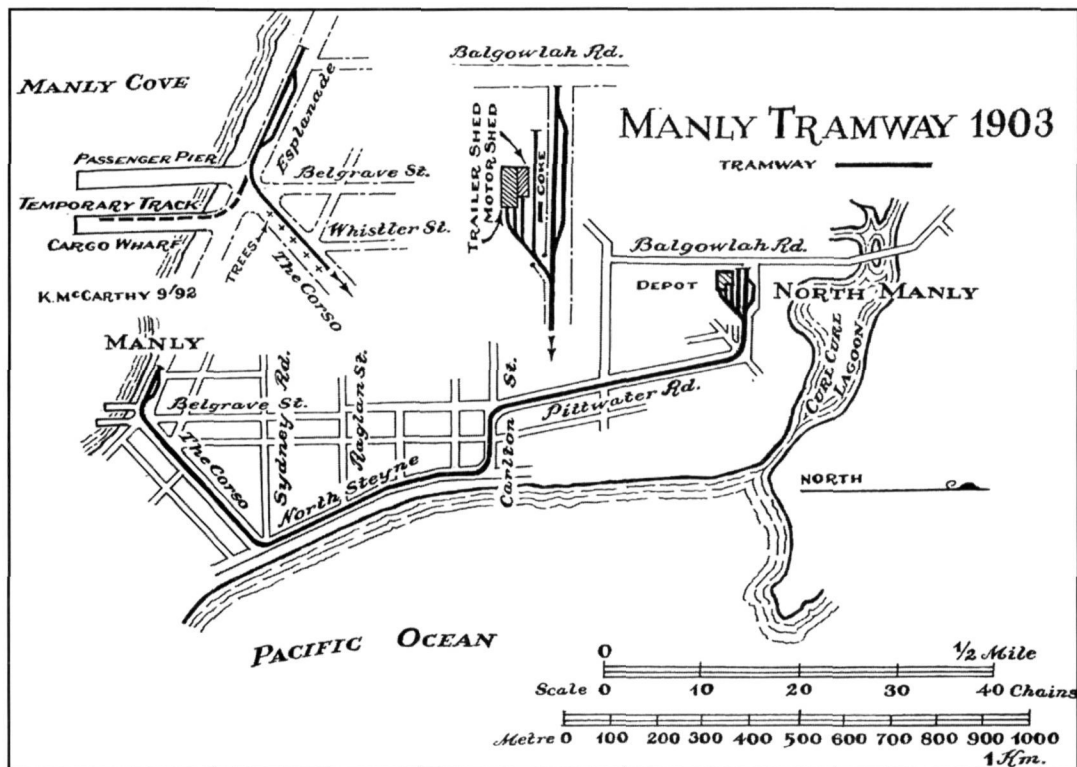 MANLY COVE
PASSENGER PIER
TEMPORARY TRACK
CARGO WHARF
K. McCARTHY 9/92
Esplanade
Belgrave St.
Whistler St.
TREES
The Corso
Balgowlah Rd.
TRAILER SHED
MOTOR SHED
COKE
MANLY TRAMWAY 1903
TRAMWAY
Balgowlah Rd.
DEPOT
NORTH MANLY
CURL CURL
LAGOON
MANLY
Belgrave St.
The Corso
Sydney Rd.
Raglan St.
North Steyne
Carlton St.
Pittwater Rd.
NORTH
PACIFIC OCEAN
0 1/2 Mile
Scale 0 10 20 30 40 Chains
Metre 0 100 200 300 400 500 600 700 800 900 1000
1 Km.